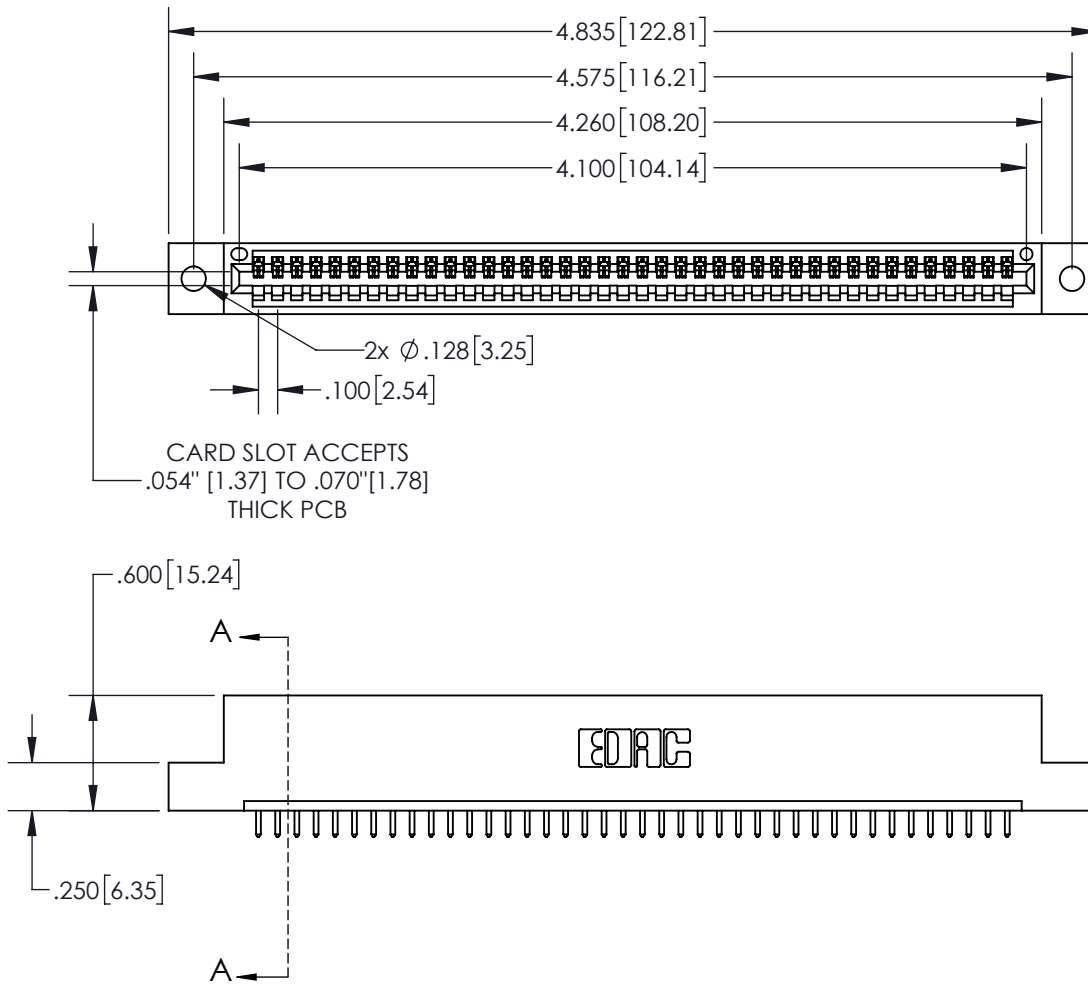 4.835[122.81]
4.575[116.21]
4.260[108.20]
4.100[104.14]
2x ∅.128[3.25]
.100[2.54]
CARD SLOT ACCEPTS
.054" [1.37] TO .070"[1.78]
THICK PCB
.600[15.24]
A
EDAC
.250[6.35]
A